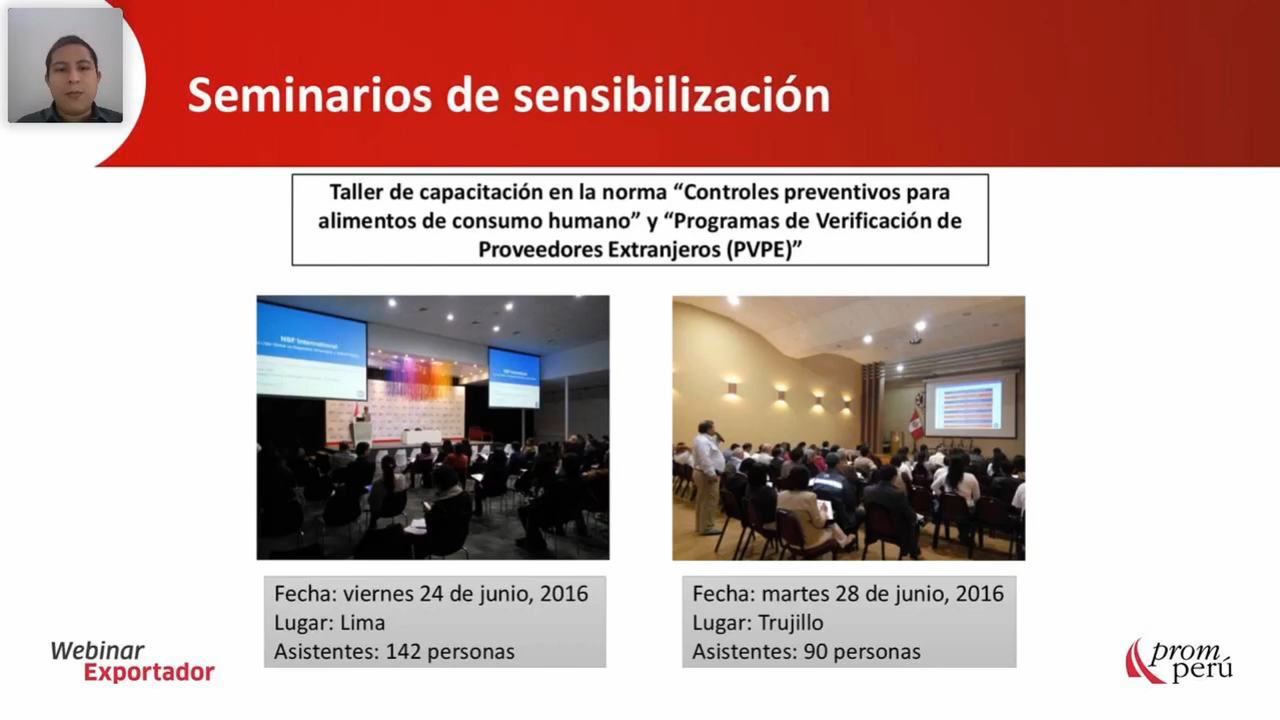 Seminarios de sensibilización
Taller de capacitación en la norma “Controles preventivos para
alimentos de consumo humano” y “Programas de Verificación de
Proveedores Extranjeros (PVPE)”
NSF International
Fecha: viernes 24 de junio, 2016
Lugar: Lima
Asistentes: 142 personas
Fecha: martes 28 de junio, 2016
Lugar: Trujillo
Asistentes: 90 personas
Webinar
Exportador
prom
perú